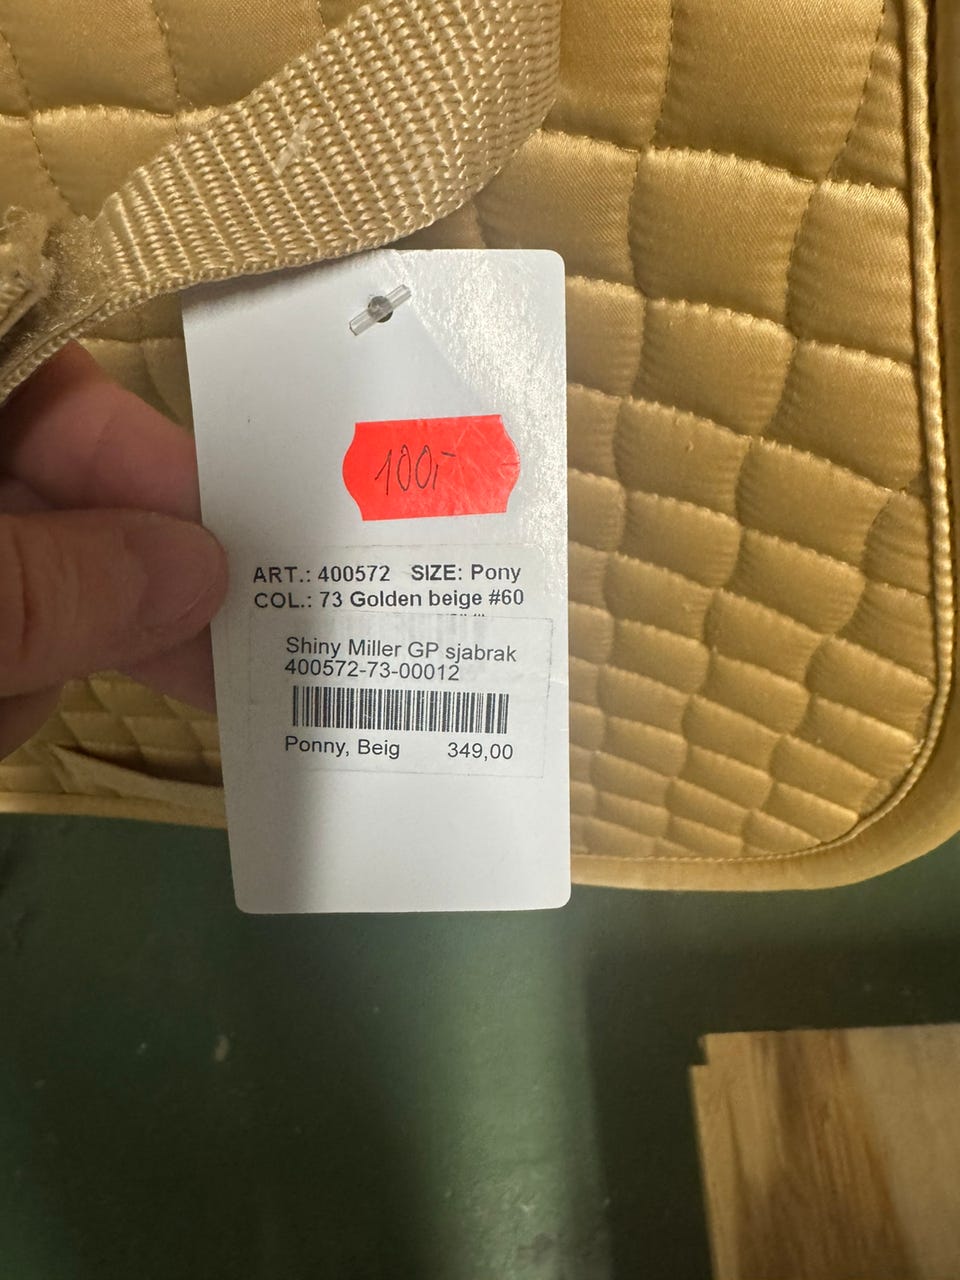 100,-
ART.: 400572 SIZE: Pony
COL.: 73 Golden beige #60
Shiny Miller GP sjabrak
400572-73-00012
Ponny, Beig 349,00